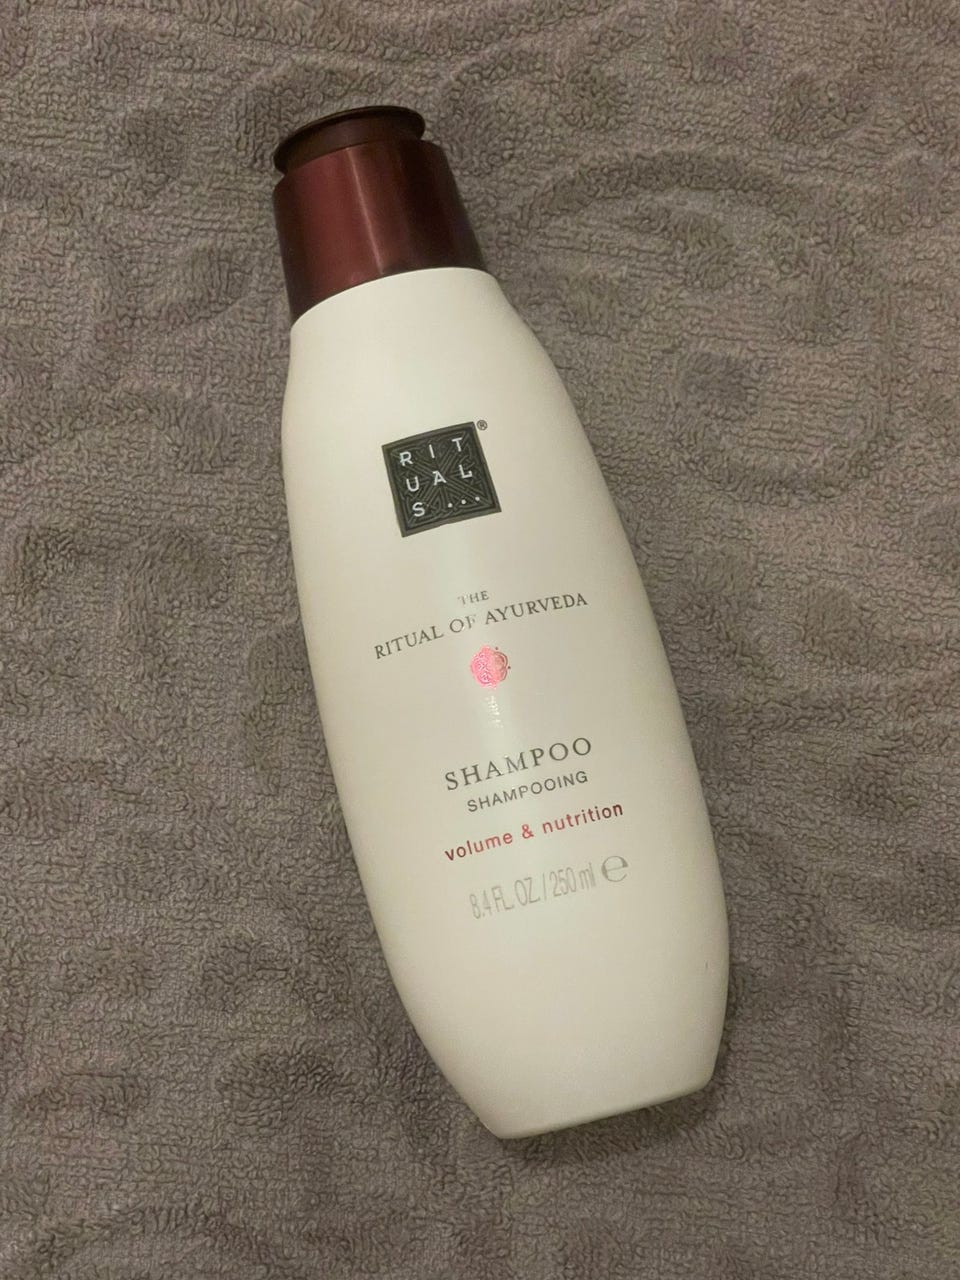 RIT
UAL
S...
®
THE
RITUAL OF AYURVEDA
SHAMPOO
SHAMPOOING
volume & nutrition
8.4 FL. OZ. / 250 ml ℮